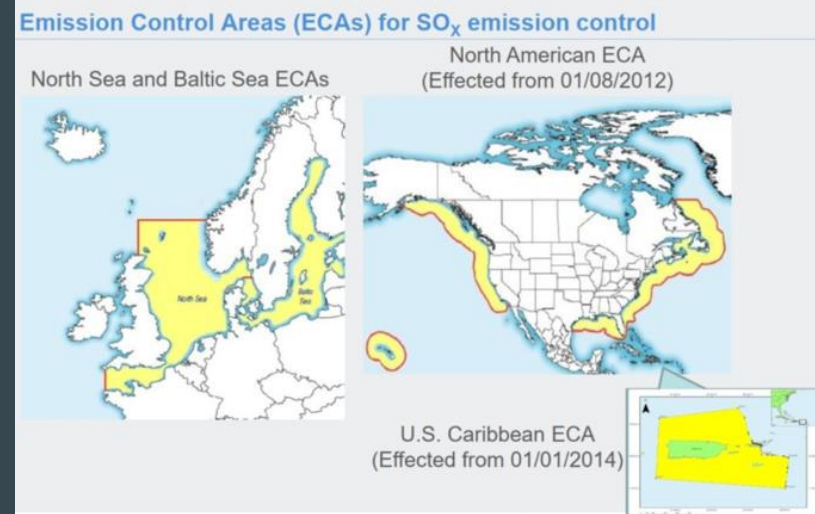 Emission Control Areas (ECAs) for SOX emission control
North Sea and Baltic Sea ECAs
North American ECA
(Effected from 01/08/2012)
North Sea
Baltic
Sea
U.S. Caribbean ECA
(Effected from 01/01/2014)